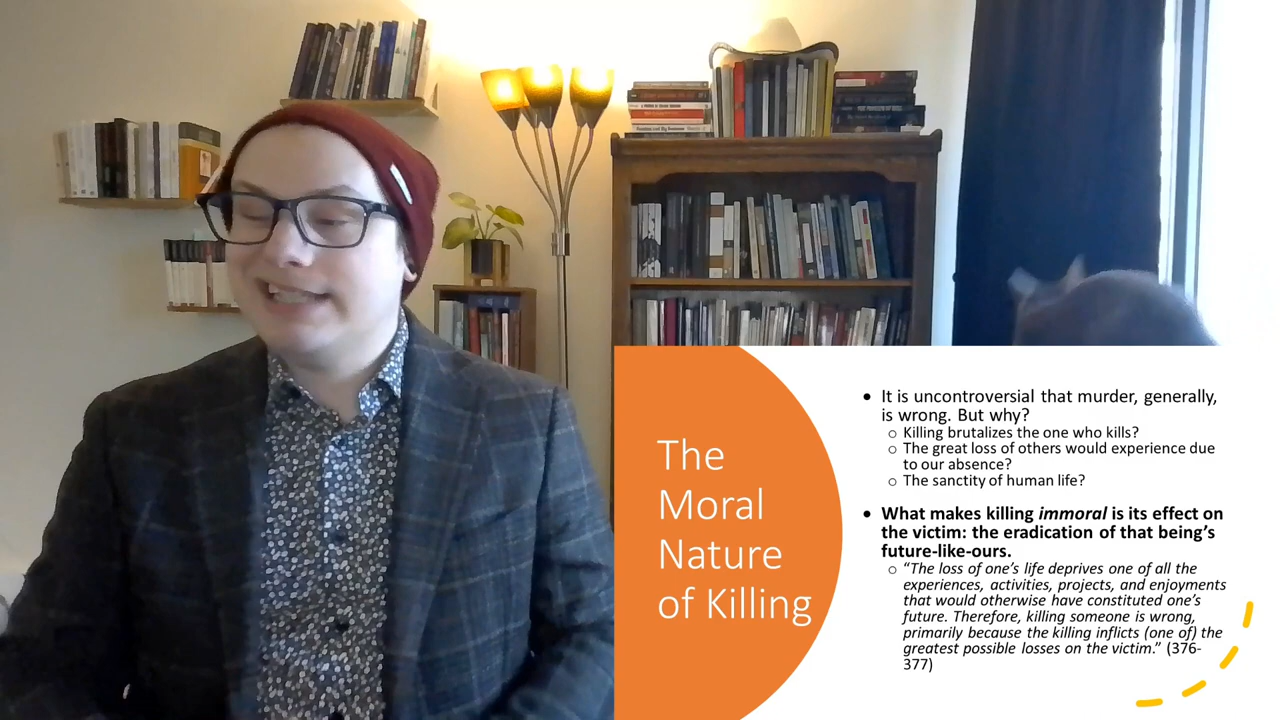 The
Moral
Nature
of Killing
• It is uncontroversial that murder, generally,
is wrong. But why?
o Killing brutalizes the one who kills?
o The great loss of others would experience due
to our absence?
o The sanctity of human life?
• What makes killing immoral is its effect on
the victim: the eradication of that being’s
future-like-ours.
o “The loss of one’s life deprives one of all the
experiences, activities, projects, and enjoyments
that would otherwise have constituted one’s
future. Therefore, killing someone is wrong,
primarily because the killing inflicts (one of) the
greatest possible losses on the victim.” (376-
377)